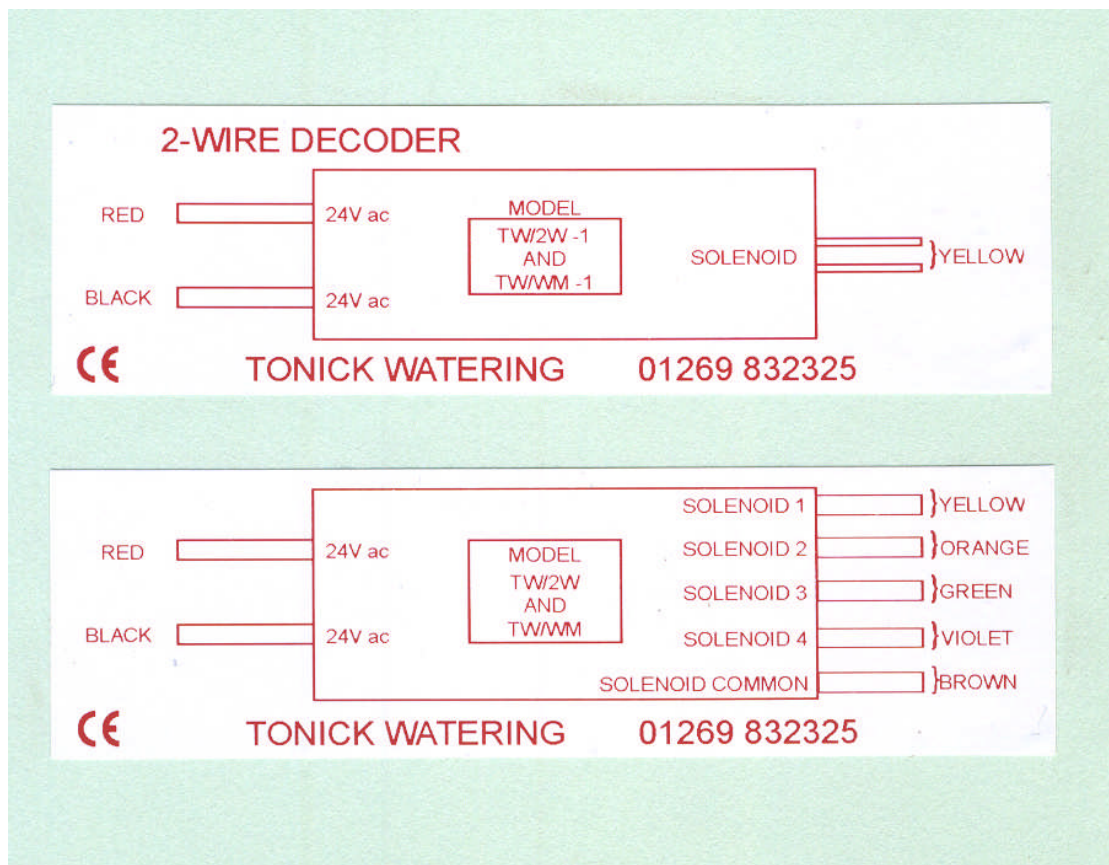 2-WIRE DECODER
RED 24V ac
MODEL
TW/2W -1
AND
TW/WM -1
SOLENOID }YELLOW
BLACK 24V ac
CE TONICK WATERING 01269 832325
SOLENOID 1 }YELLOW
RED 24V ac
MODEL
TW/2W
AND
TW/WM
SOLENOID 2 }ORANGE
SOLENOID 3 }GREEN
BLACK 24V ac
SOLENOID 4 }VIOLET
SOLENOID COMMON }BROWN
CE TONICK WATERING 01269 832325